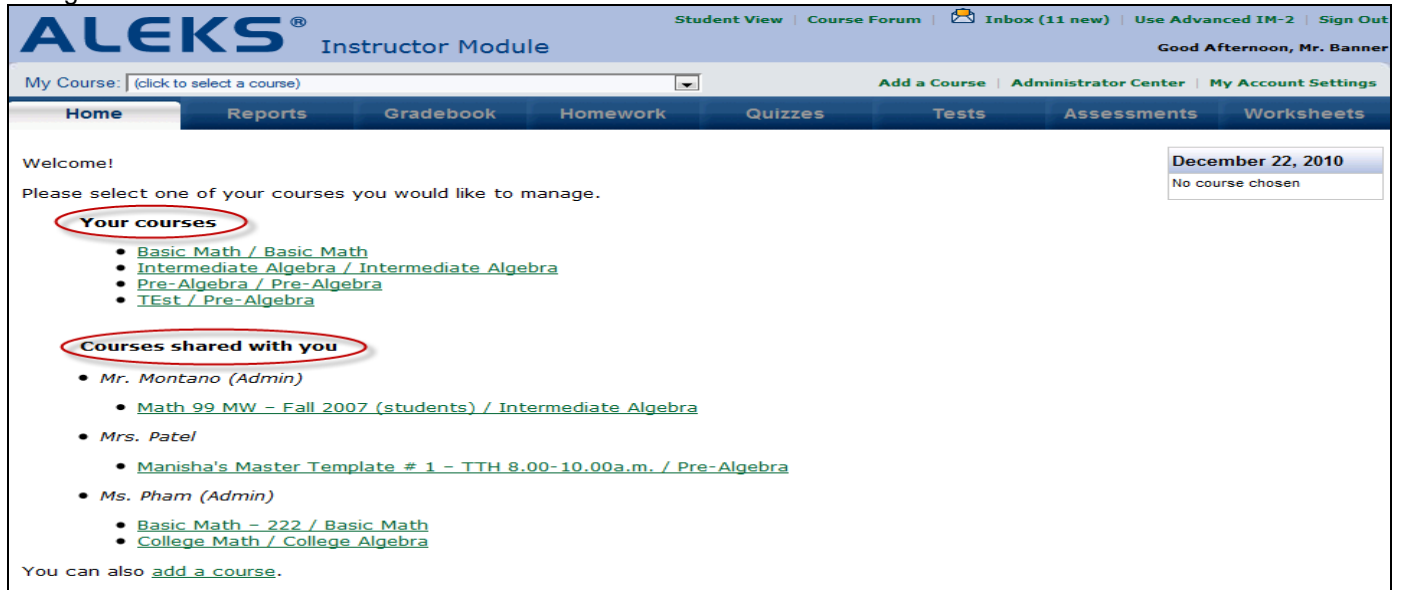 ALEKS® Instructor Module
Student View | Course Forum | Inbox (11 new) | Use Advanced IM-2 | Sign Out
Good Afternoon, Mr. Banner
My Course: (click to select a course)
Add a Course | Administrator Center | My Account Settings
Home Reports Gradebook Homework Quizzes Tests Assessments Worksheets
Welcome!
December 22, 2010
No course chosen
Please select one of your courses you would like to manage.
Your courses
• Basic Math / Basic Math
• Intermediate Algebra / Intermediate Algebra
• Pre-Algebra / Pre-Algebra
• TEst / Pre-Algebra
Courses shared with you
• Mr. Montano (Admin)
• Math 99 MW – Fall 2007 (students) / Intermediate Algebra
• Mrs. Patel
• Manisha's Master Template # 1 – TTH 8.00-10.00a.m. / Pre-Algebra
• Ms. Pham (Admin)
• Basic Math – 222 / Basic Math
• College Math / College Algebra
You can also add a course.